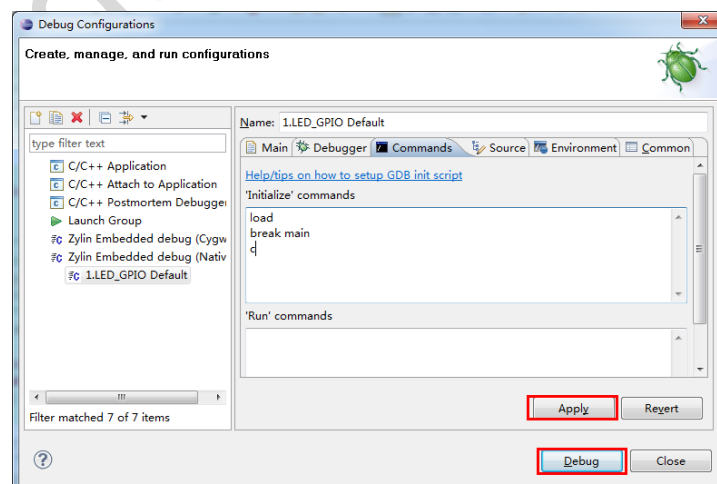 Debug Configurations
Create, manage, and run configurations
type filter text
C/C++ Application
C/C++ Attach to Application
C/C++ Postmortem Debugger
Launch Group
Zylin Embedded debug (Cygw
Zylin Embedded debug (Nativ
1.LED_GPIO Default
Filter matched 7 of 7 items
Name: 1.LED_GPIO Default
Main Debugger Commands Source Environment Common
Help/tips on how to setup GDB init script
'Initialize' commands
load
break main
c
'Run' commands
Apply Revert
? Debug Close